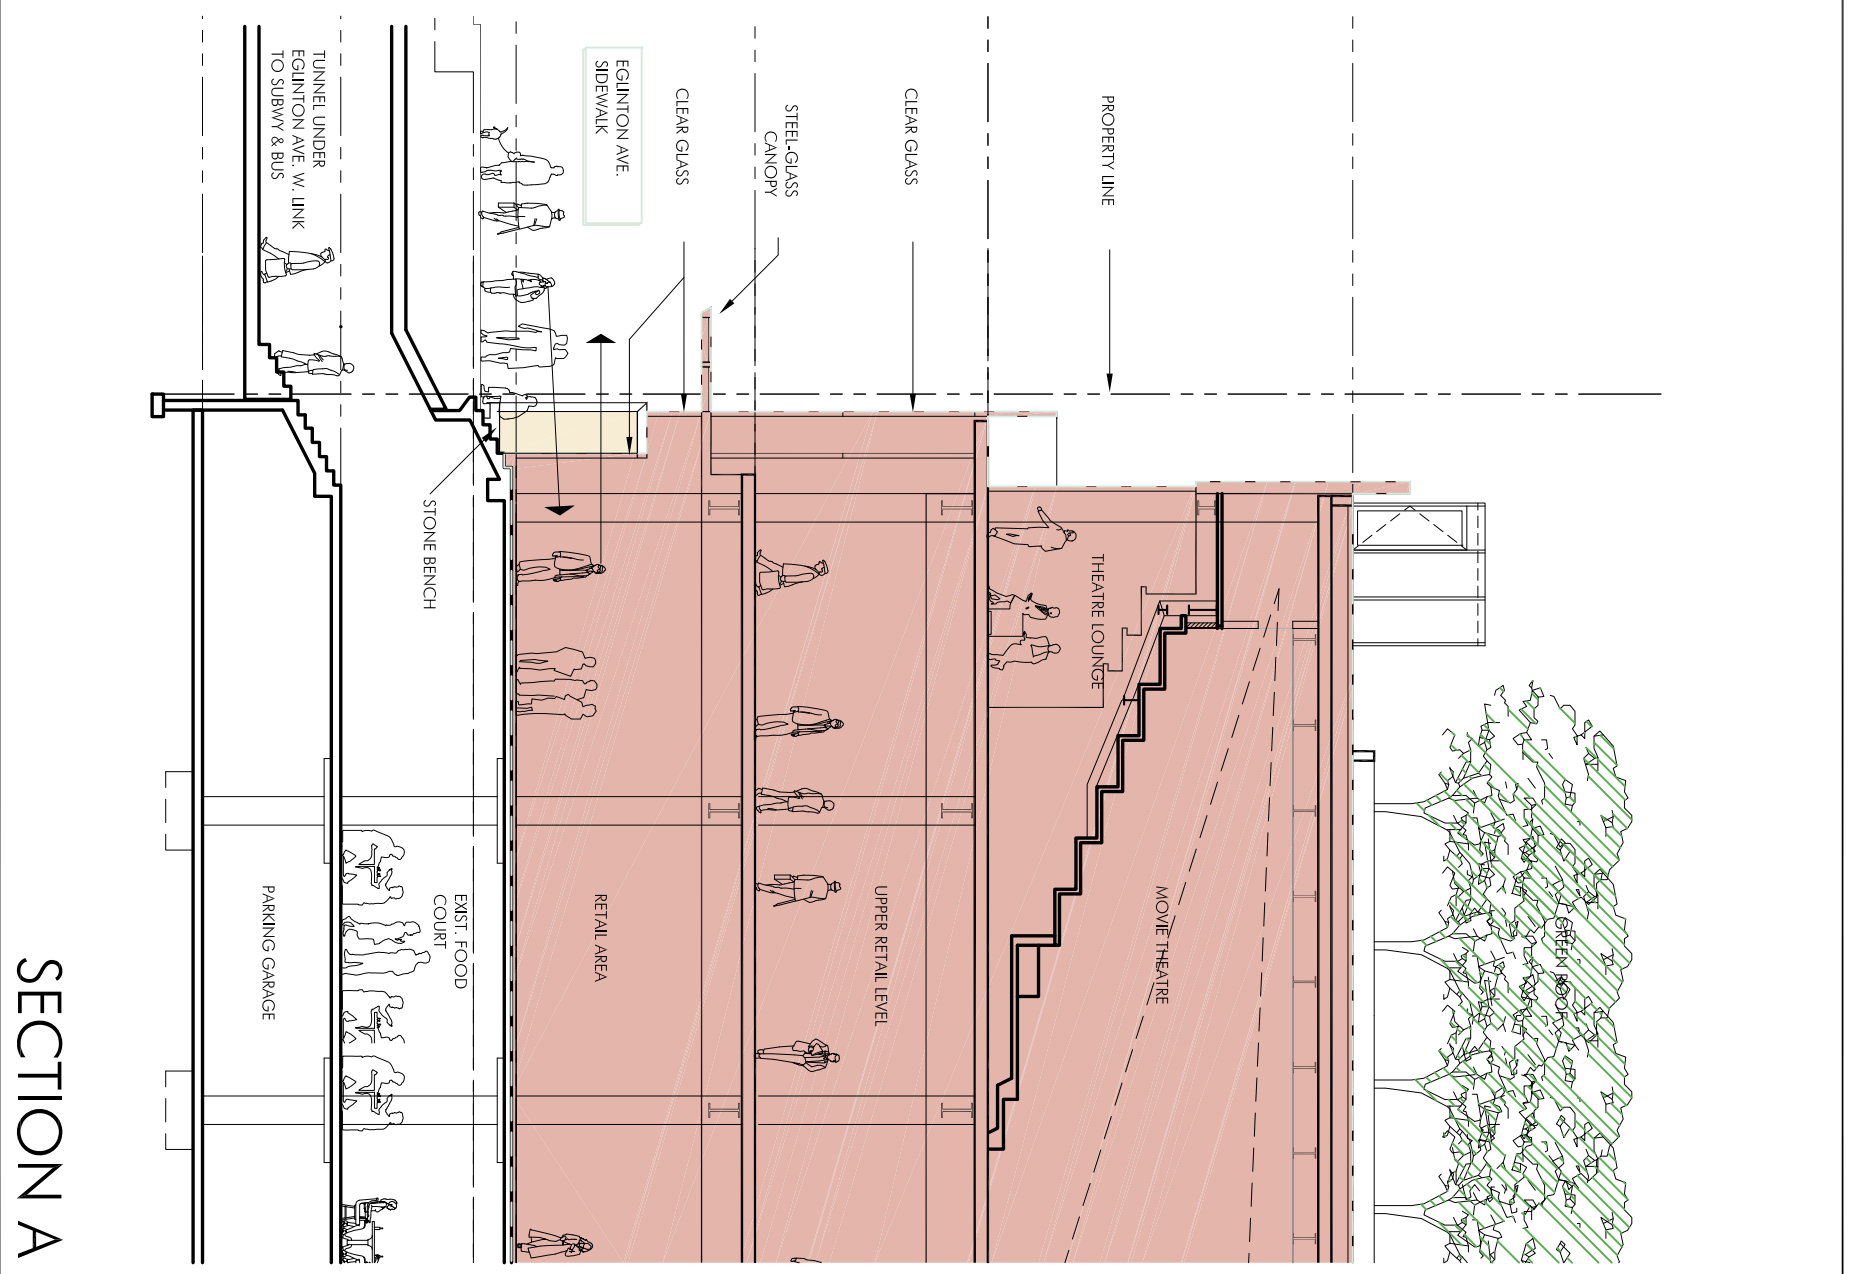 PROPERTY LINE
CLEAR GLASS
STEEL-GLASS
CANOPY
CLEAR GLASS
EGLINTON AVE.
SIDEWALK
TUNNEL UNDER
EGLINTON AVE. W. LINK
TO SUBWY & BUS
STONE BENCH
THEATRE LOUNGE
GREEN ROOF
MOVIE THEATRE
UPPER RETAIL LEVEL
RETAIL AREA
EXIST. FOOD
COURT
PARKING GARAGE
SECTION A